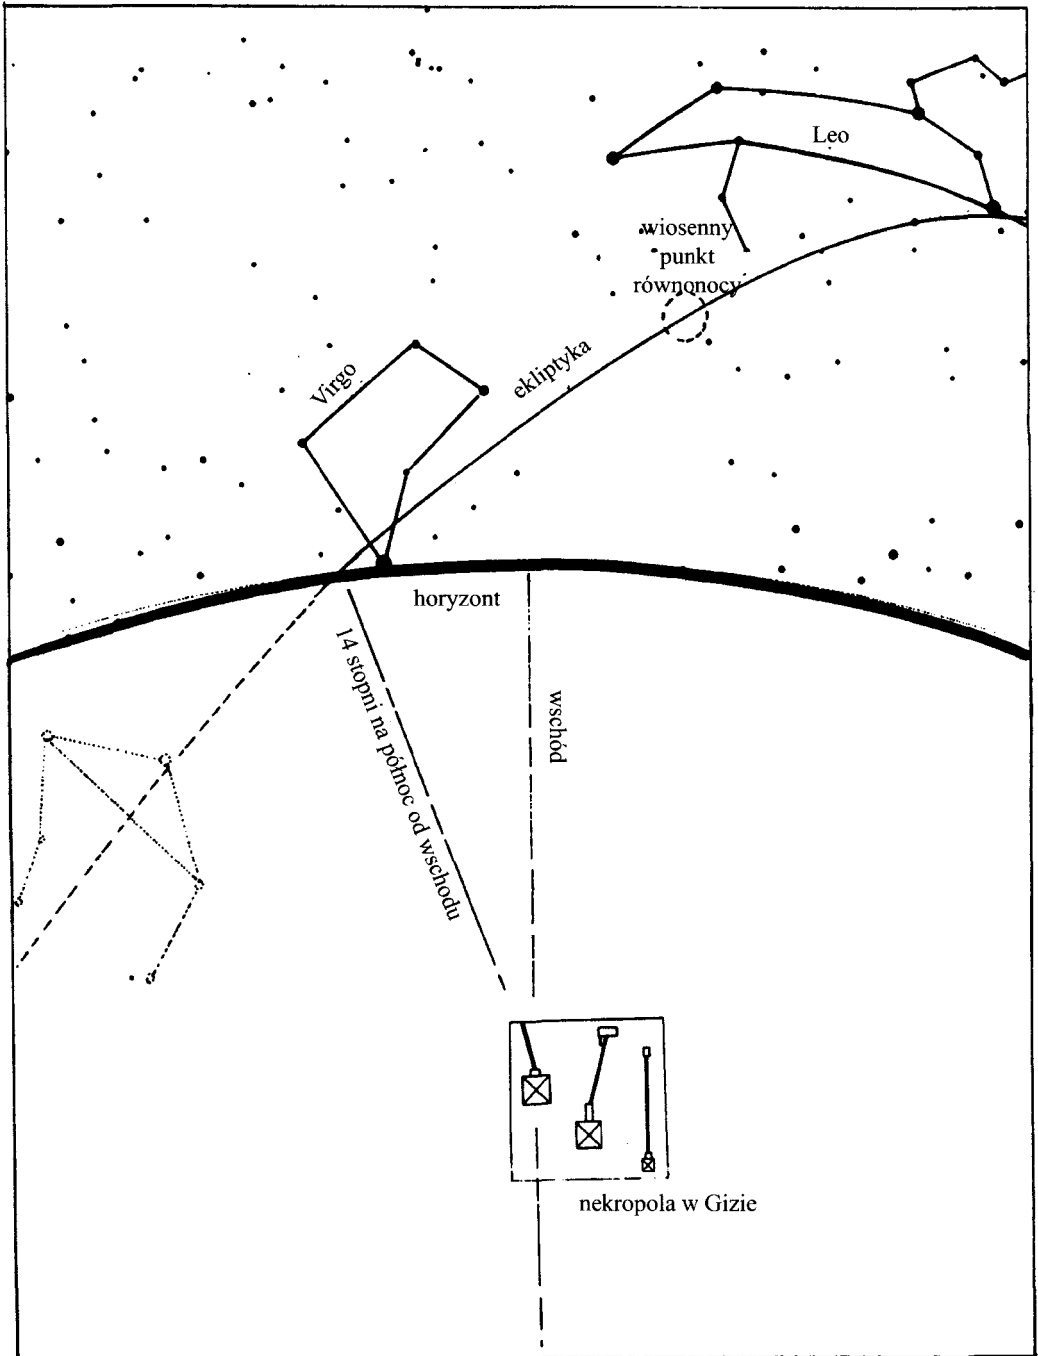 Leo
wiosenny
punkt
równonocy
ekliptyka
Virgo
horyzont
14 stopni na północ od wschodu
wschód
nekropola w Gizie